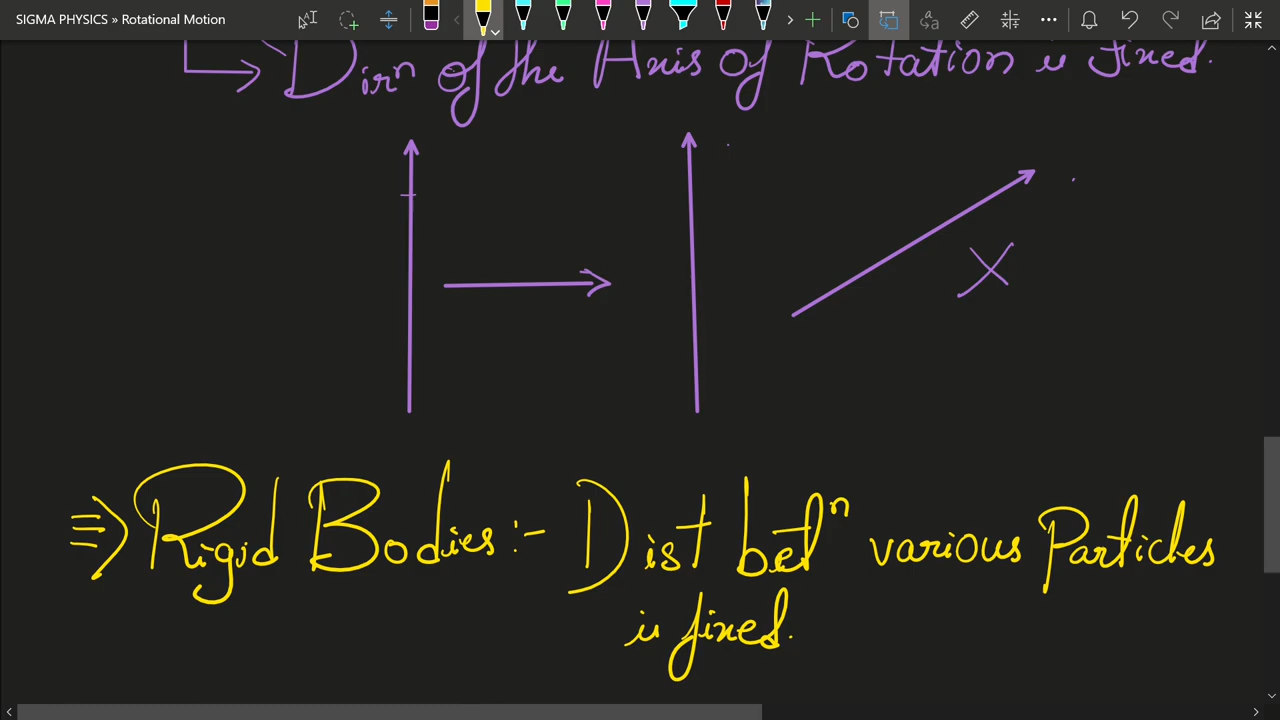 SIGMA PHYSICS » Rotational Motion
Dirⁿ of the Axis of Rotation is fixed.
X
⇒ Rigid Bodies :- Dist betⁿ various Particles
is fixed.